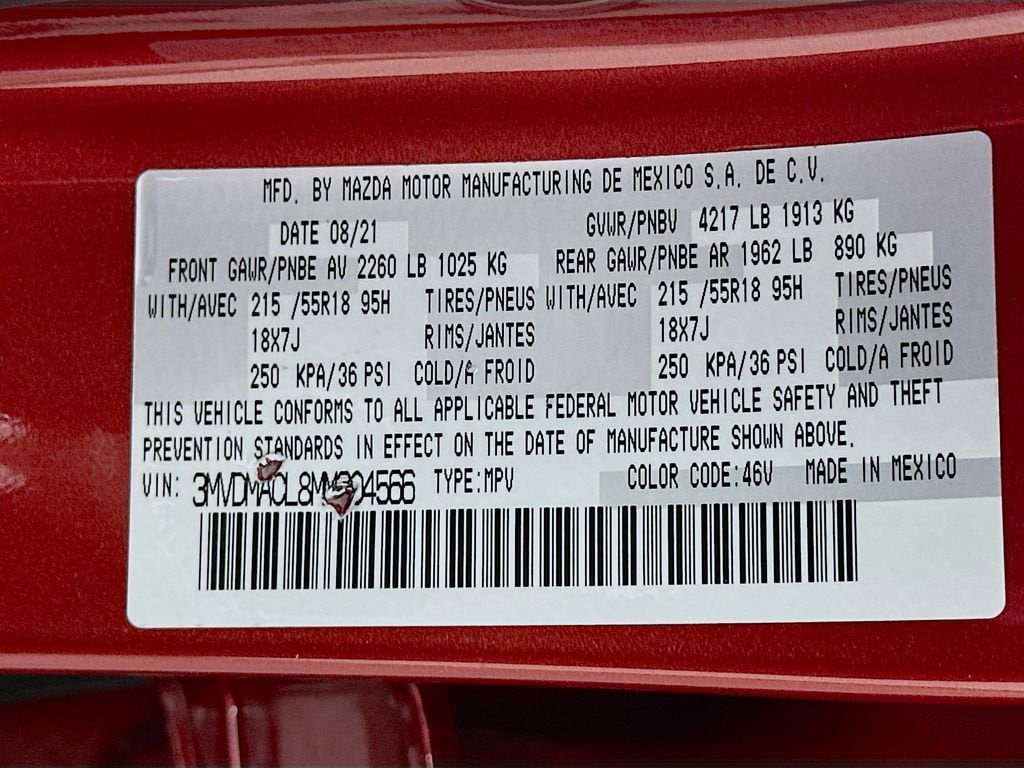 MFD. BY MAZDA MOTOR MANUFACTURING DE MEXICO S.A. DE C.V.
DATE 08/21 GVWR/PNBV 4217 LB 1913 KG
FRONT GAWR/PNBE AV 2260 LB 1025 KG REAR GAWR/PNBE AR 1962 LB 890 KG
WITH/AVEC 215 /55R18 95H TIRES/PNEUS WITH/AVEC 215 /55R18 95H TIRES/PNEUS
18X7J RIMS/JANTES 18X7J RIMS/JANTES
250 KPA/36 PSI COLD/A FROID 250 KPA/36 PSI COLD/A FROID
THIS VEHICLE CONFORMS TO ALL APPLICABLE FEDERAL MOTOR VEHICLE SAFETY AND THEFT
PREVENTION STANDARDS IN EFFECT ON THE DATE OF MANUFACTURE SHOWN ABOVE.
VIN: 3MVDMACL8MM304566 TYPE:MPV COLOR CODE:46V MADE IN MEXICO